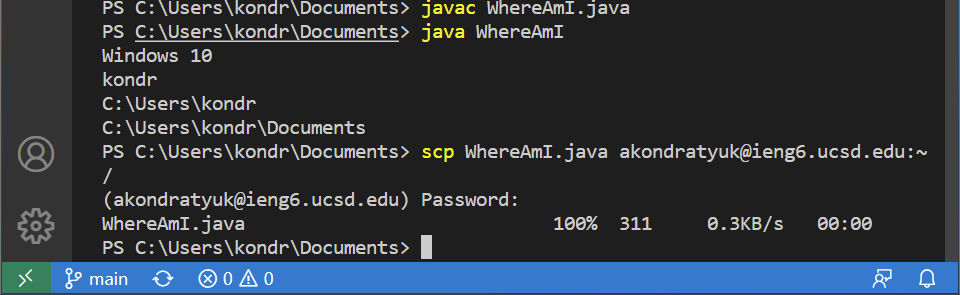 PS C:\Users\kondr\Documents> javac WhereAmI.java
PS C:\Users\kondr\Documents> java WhereAmI
Windows 10
kondr
C:\Users\kondr
C:\Users\kondr\Documents
PS C:\Users\kondr\Documents> scp WhereAmI.java akondratyuk@ieng6.ucsd.edu:~
/
(akondratyuk@ieng6.ucsd.edu) Password:
WhereAmI.java 100% 311 0.3KB/s 00:00
PS C:\Users\kondr\Documents>
main 0 0